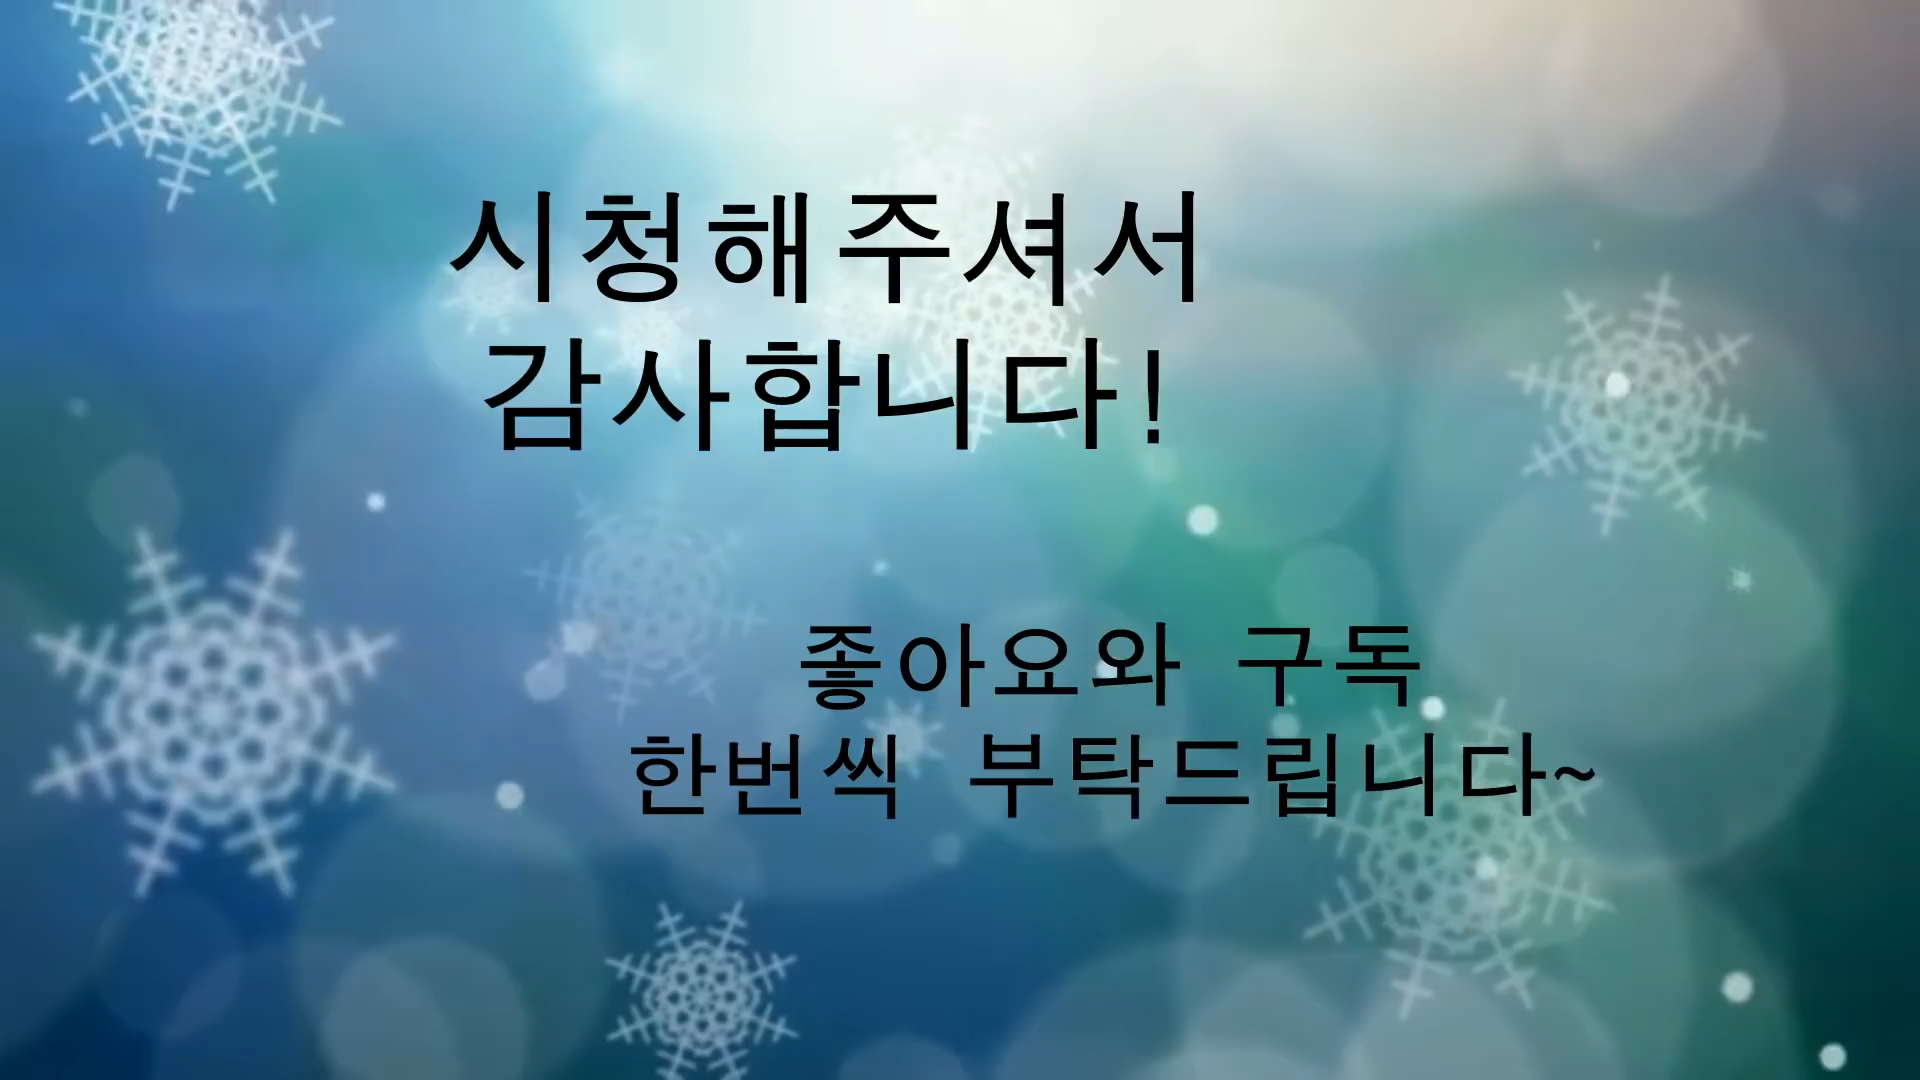 시청해주셔서
감사합니다!
좋아요와 구독
한번씩 부탁드립니다~